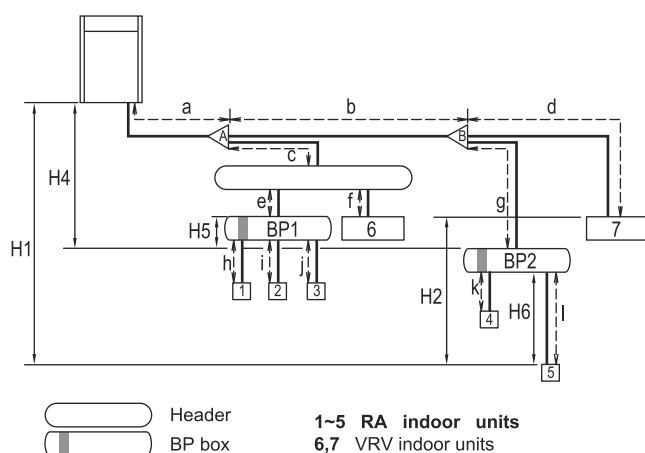 a
b
d
A
B
c
H4
e
f
g
H5
BP1
6
7
H1
BP2
h
i
j
H2
k
H6
l
1
2
3
4
5
Header
1~5 RA indoor units
BP box
6,7 VRV indoor units